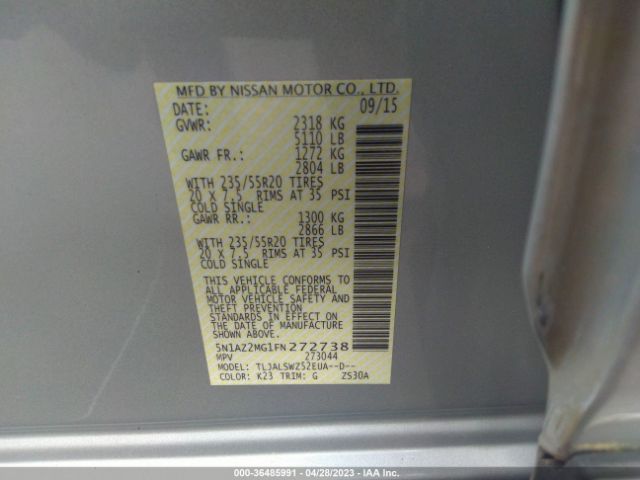 MFD BY NISSAN MOTOR CO., LTD.
DATE: 09/15
GVWR: 2318 KG
5110 LB
GAWR FR.: 1272 KG
2804 LB
WITH 235/55R20 TIRES
20 X 7.5 RIMS AT 35 PSI
COLD SINGLE
GAWR RR.: 1300 KG
2866 LB
WITH 235/55R20 TIRES
20 X 7.5 RIMS AT 35 PSI
COLD SINGLE
THIS VEHICLE CONFORMS TO
ALL APPLICABLE FEDERAL
MOTOR VEHICLE SAFETY AND
THEFT PREVENTION
STANDARDS IN EFFECT ON
THE DATE OF MANUFACTURE
SHOWN ABOVE.
5N1AZ2MG1FN272738
MPV 273044
MODEL: TLJALSWZ52EUA--D--
COLOR: K23 TRIM: G ZS30A
000-36485991 - 04/28/2023 - IAA Inc.